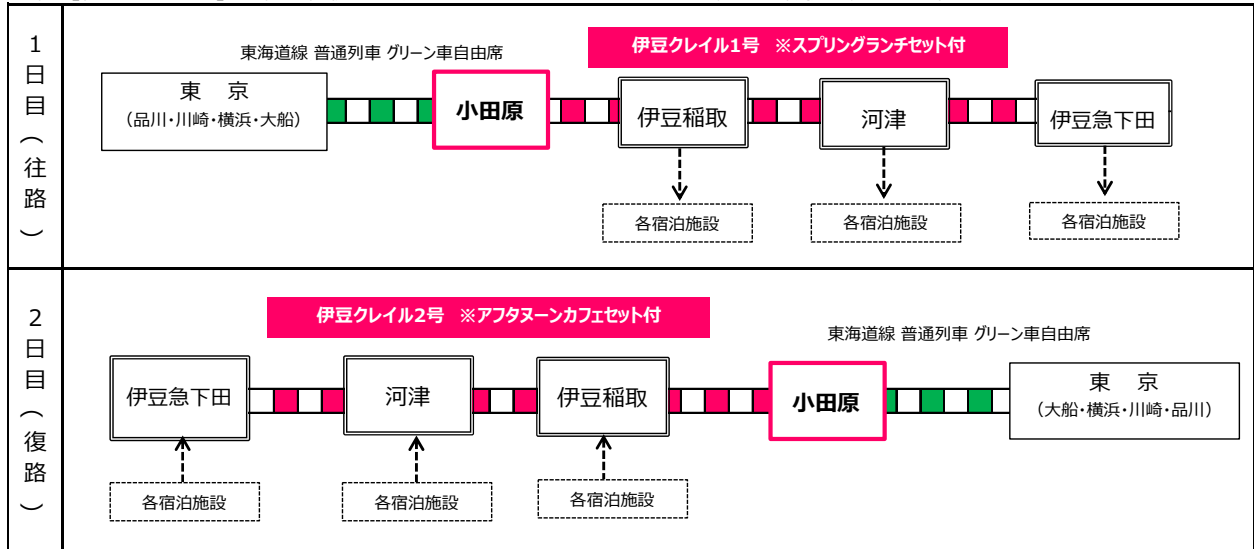 1日目(往路)
東海道線 普通列車 グリーン車自由席
伊豆クレイル1号 ※スプリングランチセット付
東 京
(品川・川崎・横浜・大船)
小田原
伊豆稲取
河津
伊豆急下田
各宿泊施設
各宿泊施設
各宿泊施設
2日目(復路)
伊豆クレイル2号 ※アフタヌーンカフェセット付
東海道線 普通列車 グリーン車自由席
伊豆急下田
河津
伊豆稲取
小田原
東 京
(大船・横浜・川崎・品川)
各宿泊施設
各宿泊施設
各宿泊施設